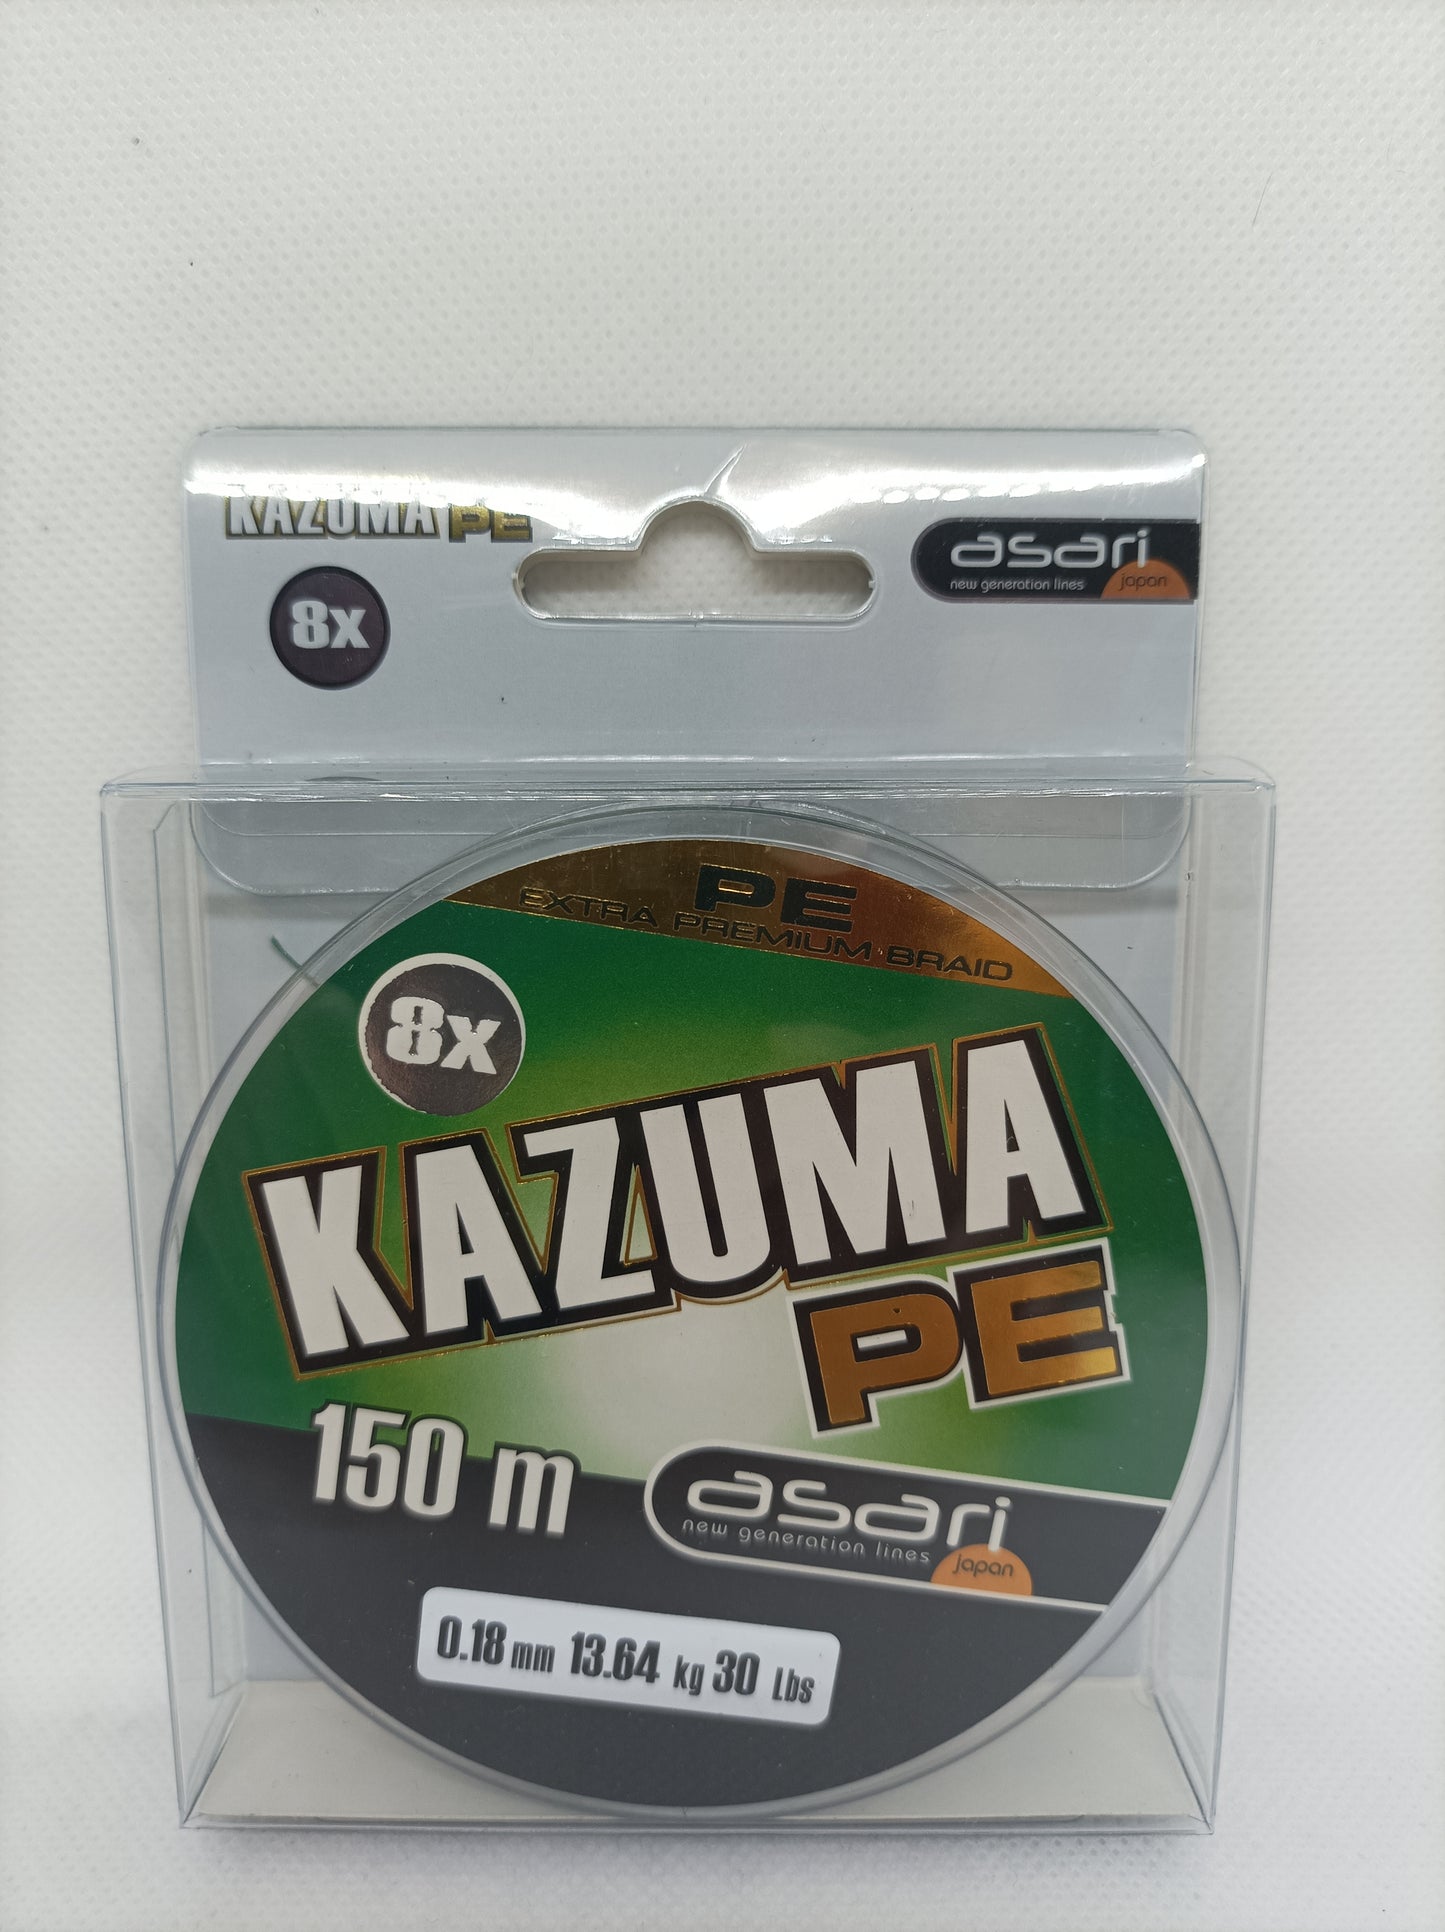 KAZUMA PE
8x
asari
new generation lines japan
PE
EXTRA PREMIUM BRAID
8x
KAZUMA
PE
150 m
asari
new generation lines
japan
0.18 mm 13.64 kg 30 Lbs